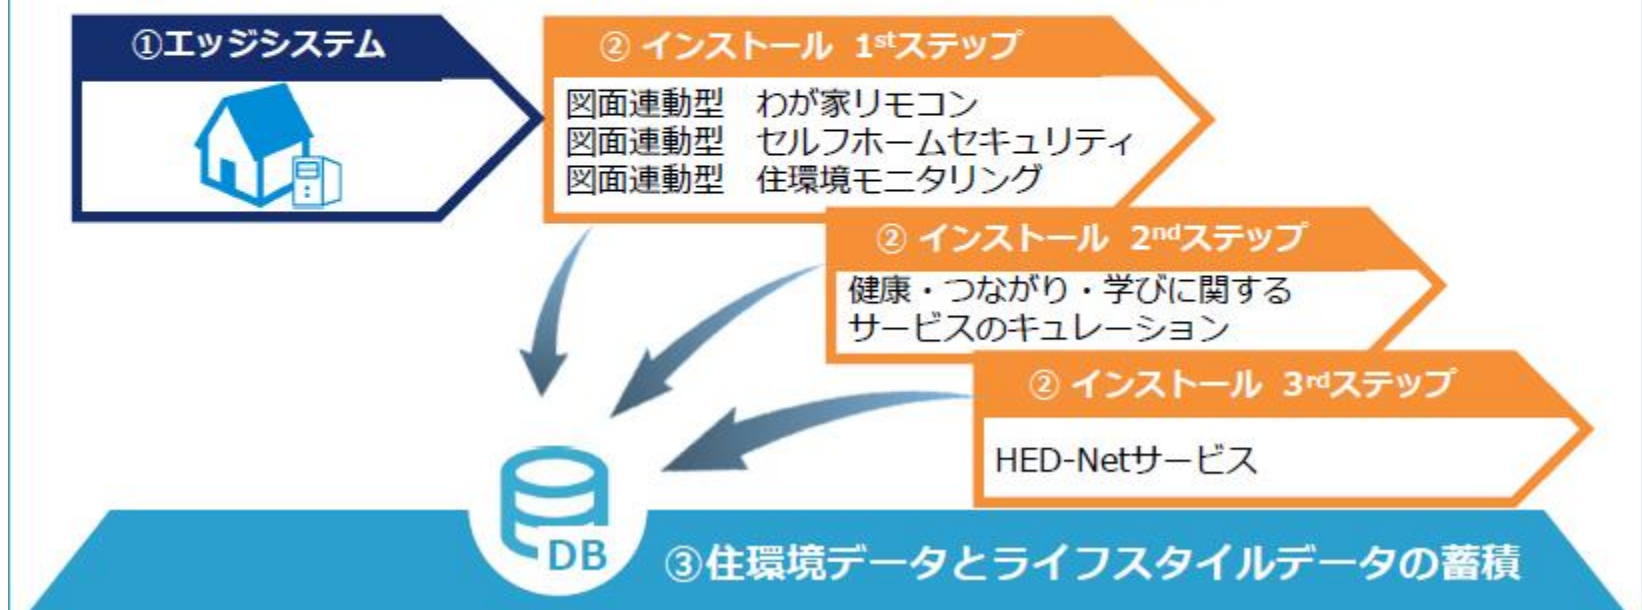 ①エッジシステム
② インストール 1stステップ
図面連動型　わが家リモコン
図面連動型　セルフホームセキュリティ
図面連動型　住環境モニタリング
② インストール 2ndステップ
健康・つながり・学びに関する
サービスのキュレーション
② インストール 3rdステップ
HED-Netサービス
DB
③住環境データとライフスタイルデータの蓄積